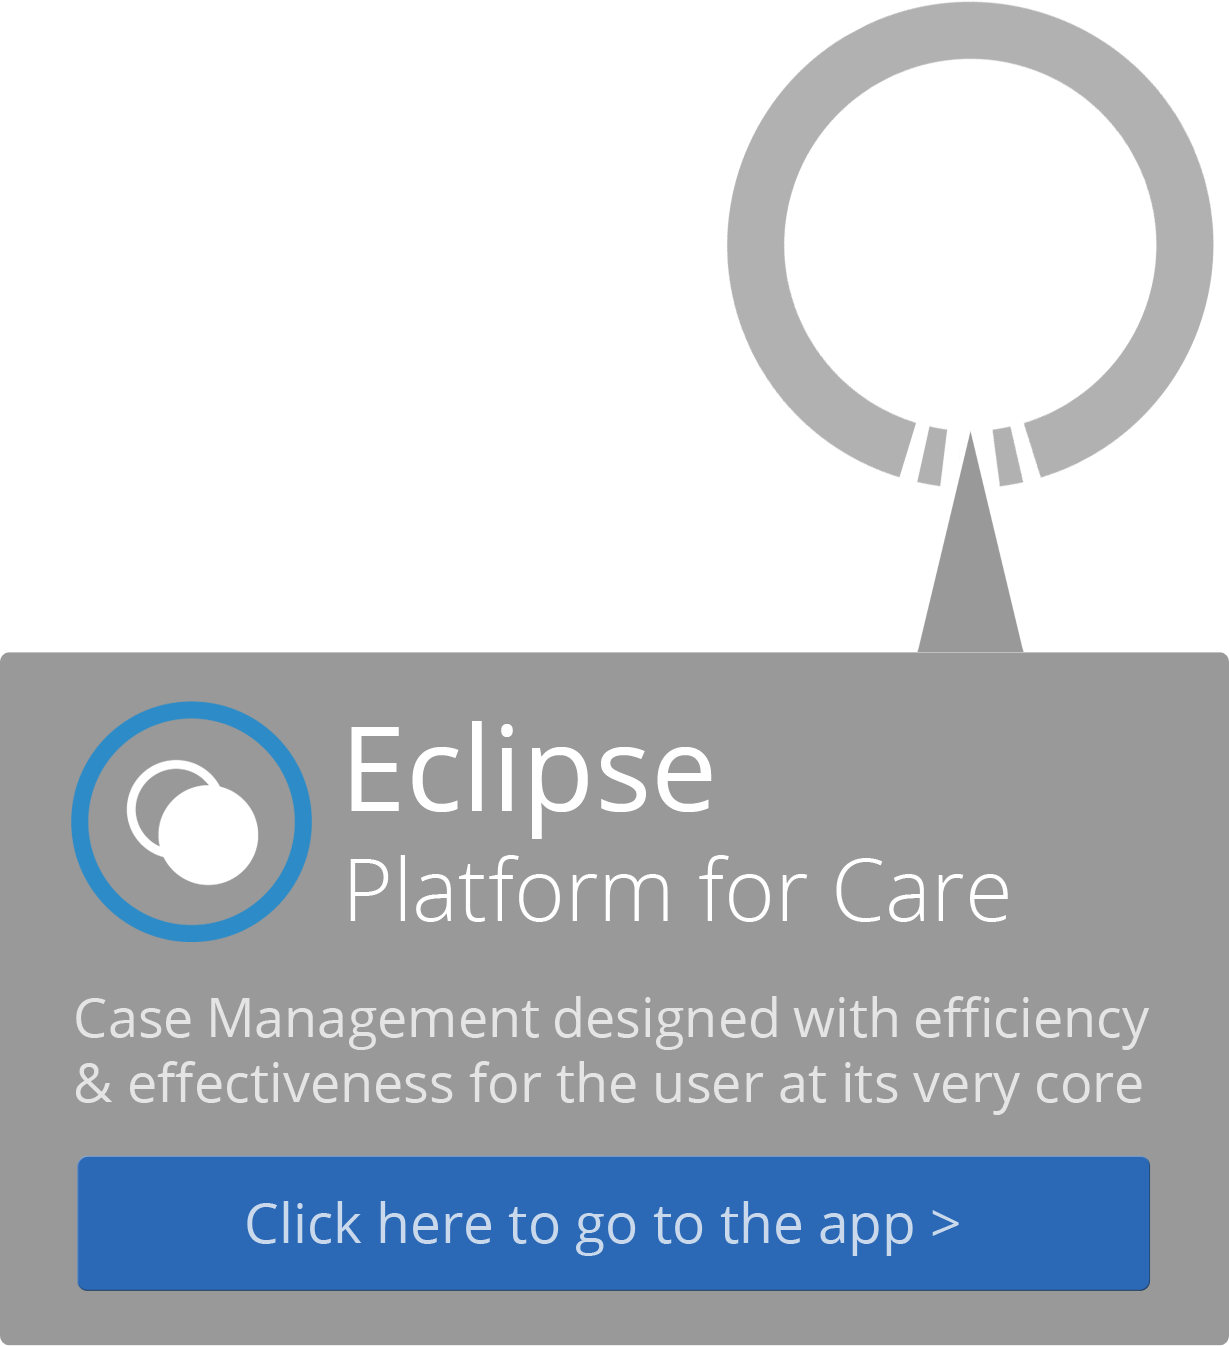 Eclipse
Platform for Care
Case Management designed with efficiency
& effectiveness for the user at its very core
Click here to go to the app >